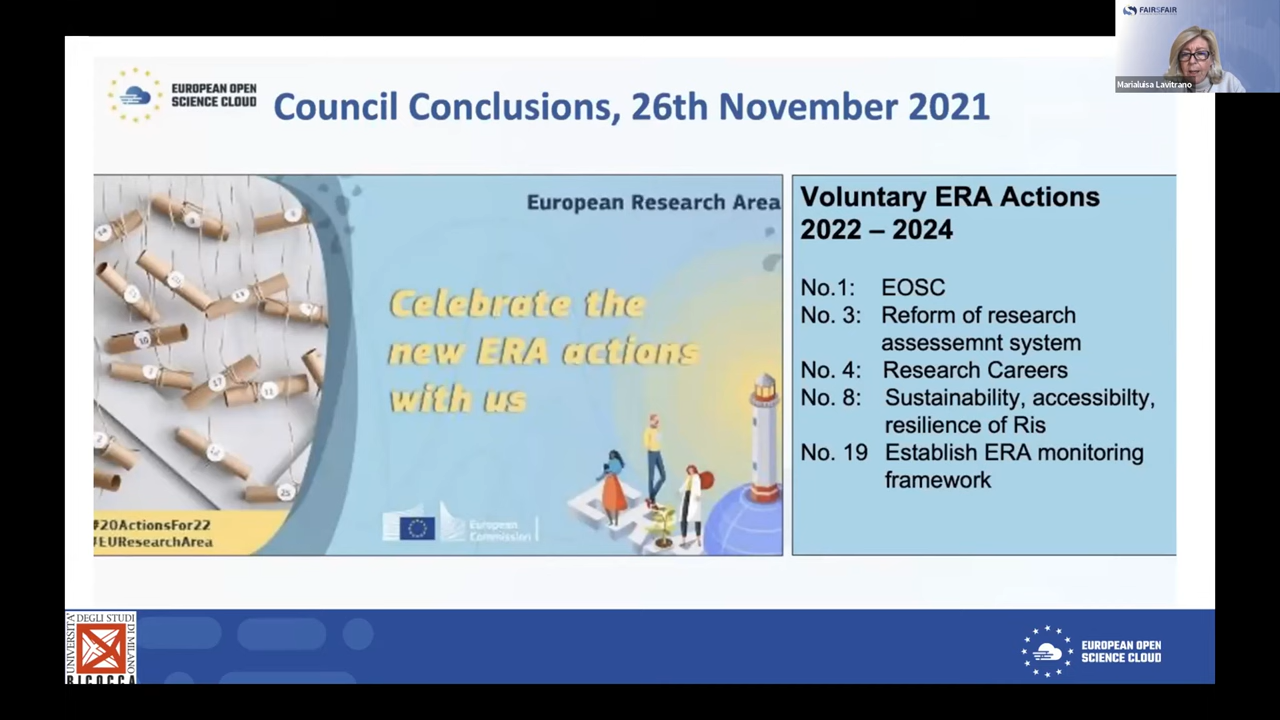 FAIRSFAIR
Marialuisa Lavitrano
EUROPEAN OPEN
SCIENCE CLOUD
Council Conclusions, 26th November 2021
European Research Area
Celebrate the
new ERA actions
with us
#20ActionsFor22
#EUResearchArea
European
Commission
Voluntary ERA Actions
2022 – 2024
No.1: EOSC
No. 3: Reform of research
assessemnt system
No. 4: Research Careers
No. 8: Sustainability, accessibilty,
resilience of Ris
No. 19 Establish ERA monitoring
framework
UNIVERSITA'
DEGLI STUDI
DI MILANO
BICOCCA
EUROPEAN OPEN
SCIENCE CLOUD